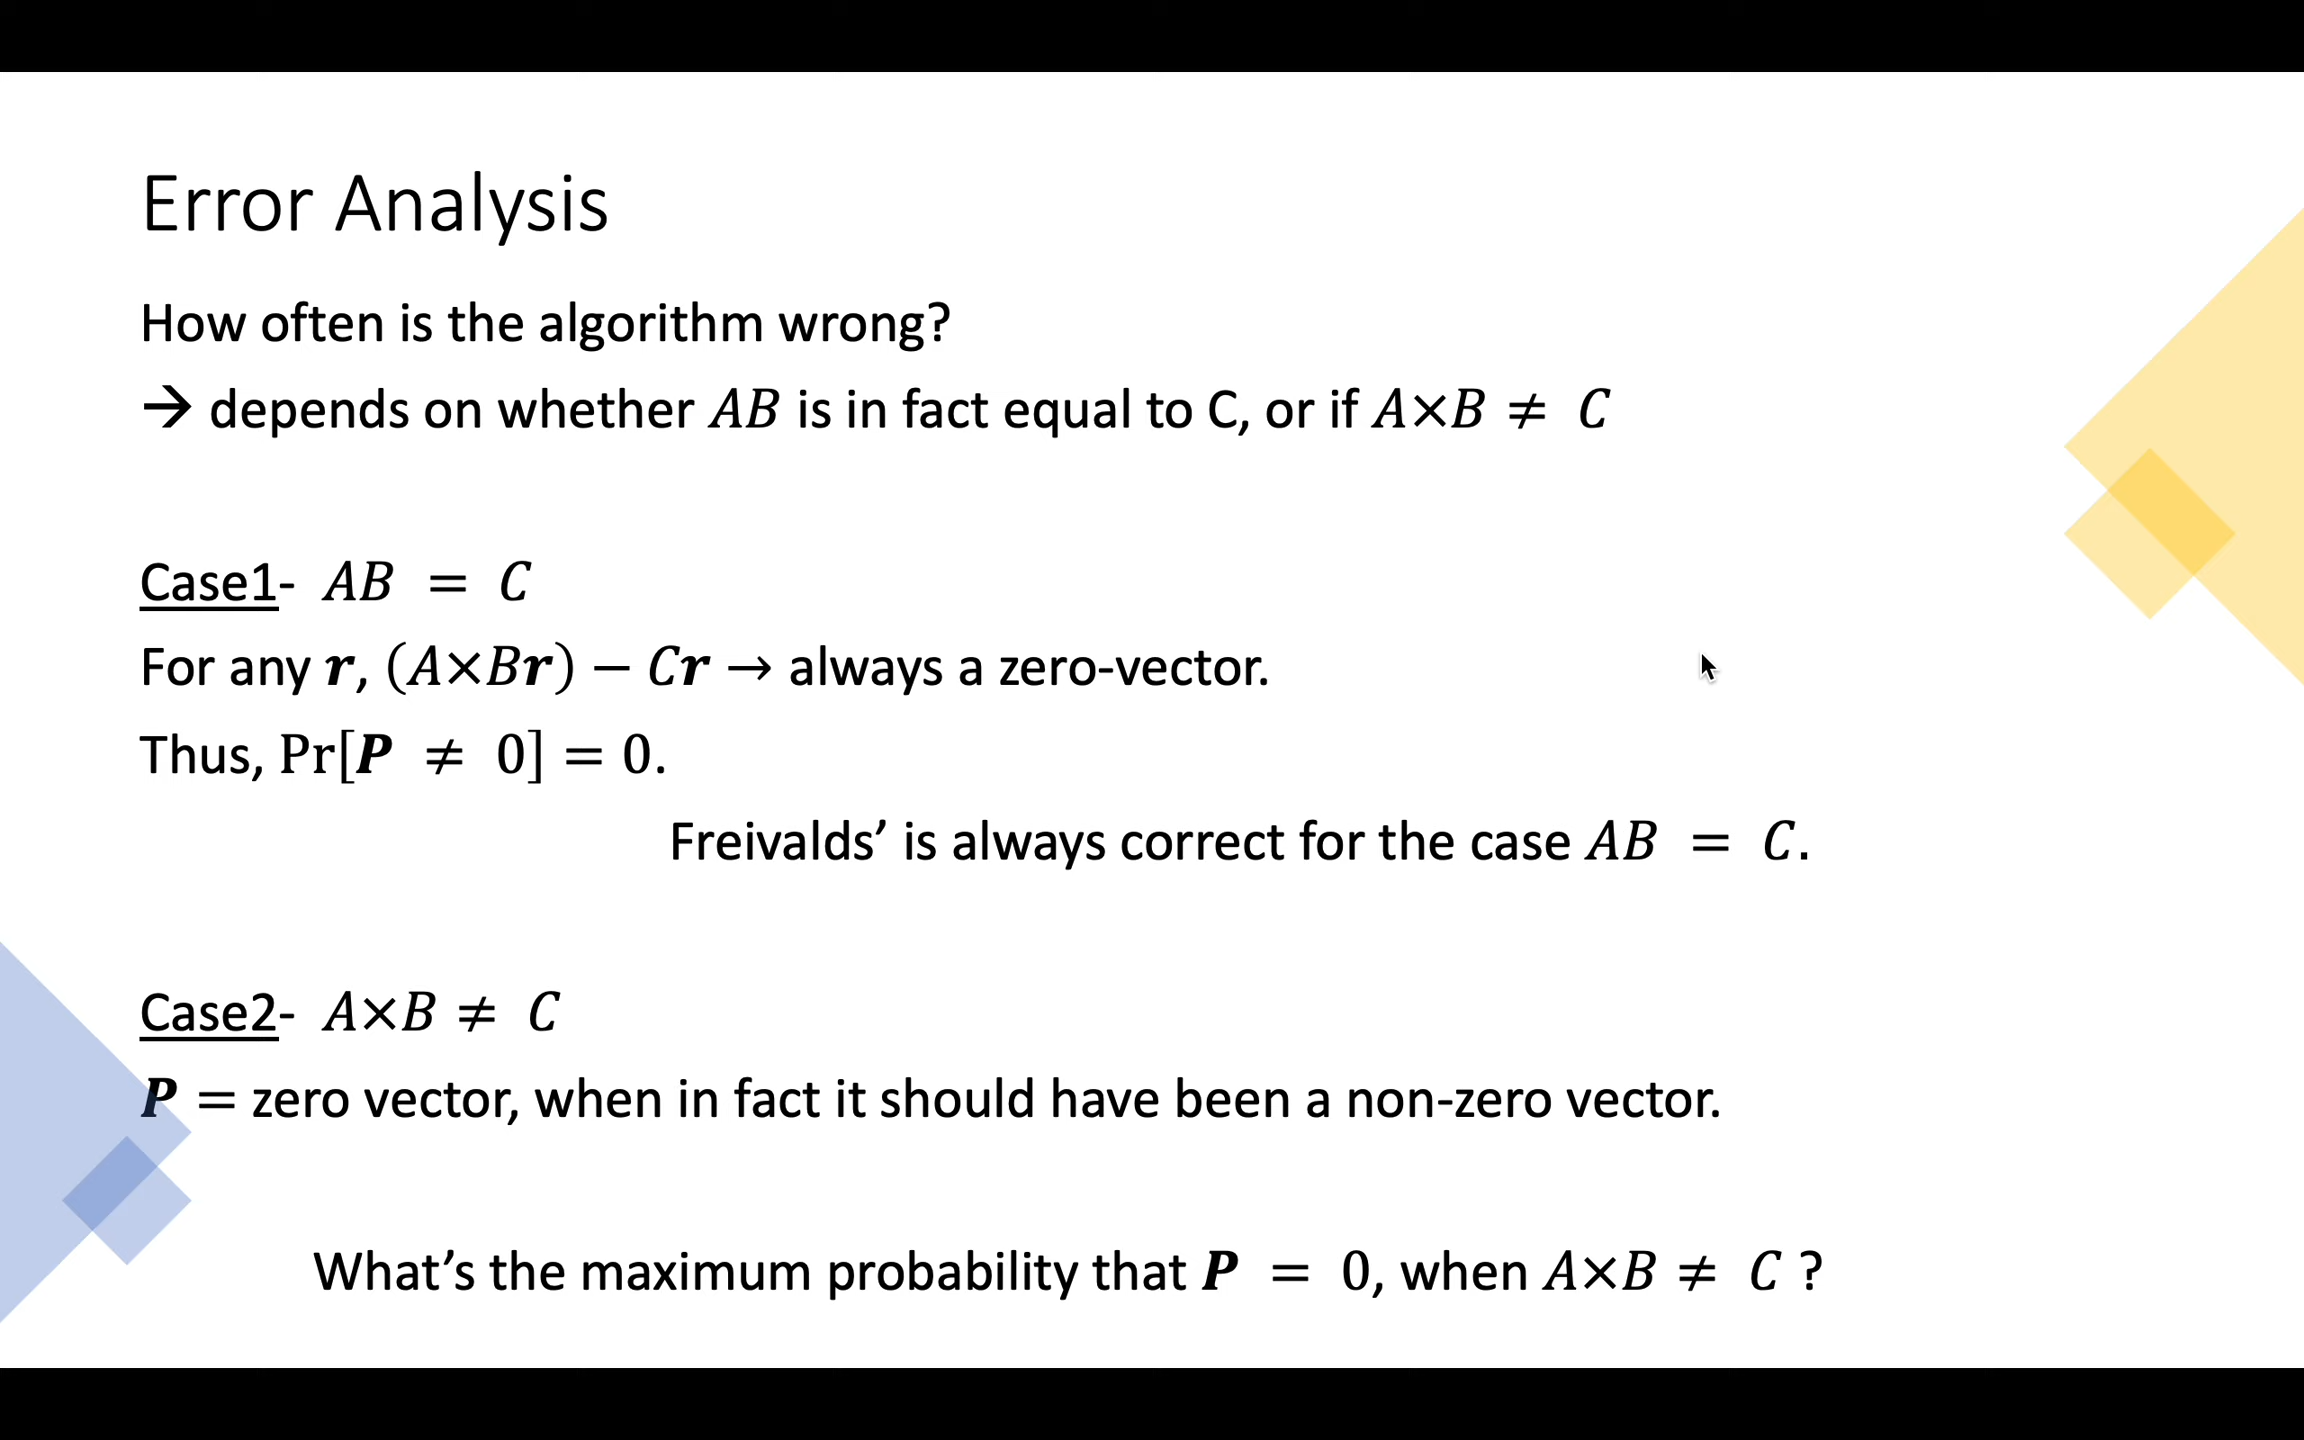 Error Analysis
How often is the algorithm wrong?
→ depends on whether AB is in fact equal to C, or if A×B ≠ C
Case1- AB = C
For any r, (A×Br) − Cr → always a zero-vector.
Thus, Pr[P ≠ 0] = 0.
Freivalds’ is always correct for the case AB = C.
Case2- A×B ≠ C
P = zero vector, when in fact it should have been a non-zero vector.
What’s the maximum probability that P = 0, when A×B ≠ C ?